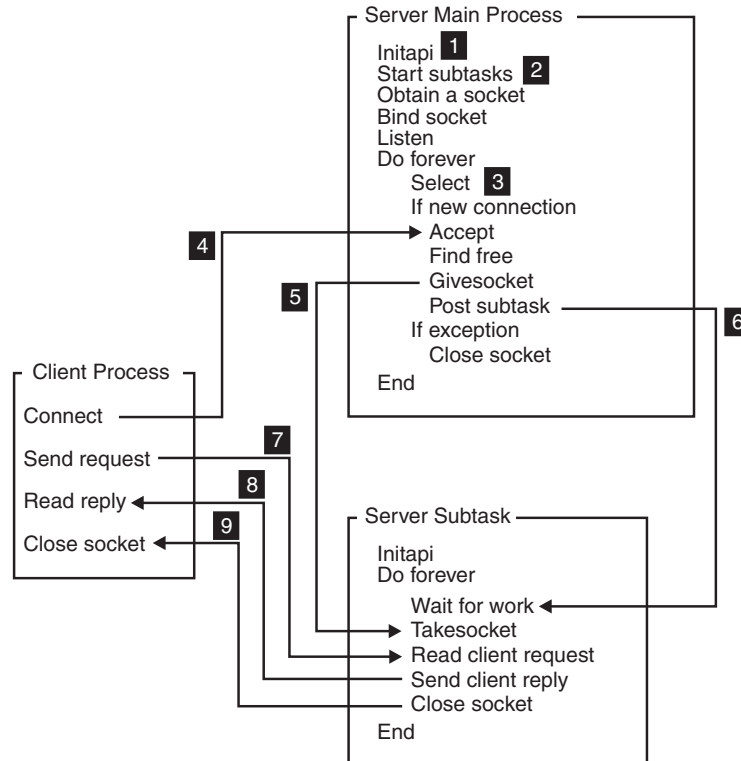 Server Main Process
Initapi 1
Start subtasks 2
Obtain a socket
Bind socket
Listen
Do forever
Select 3
If new connection
4 Accept
Find free
5 Givesocket
Post subtask 6
If exception
Close socket
End
Client Process
Connect
Send request 7
Read reply 8
Close socket 9
Server Subtask
Initapi
Do forever
Wait for work
Takesocket
Read client request
Send client reply
Close socket
End